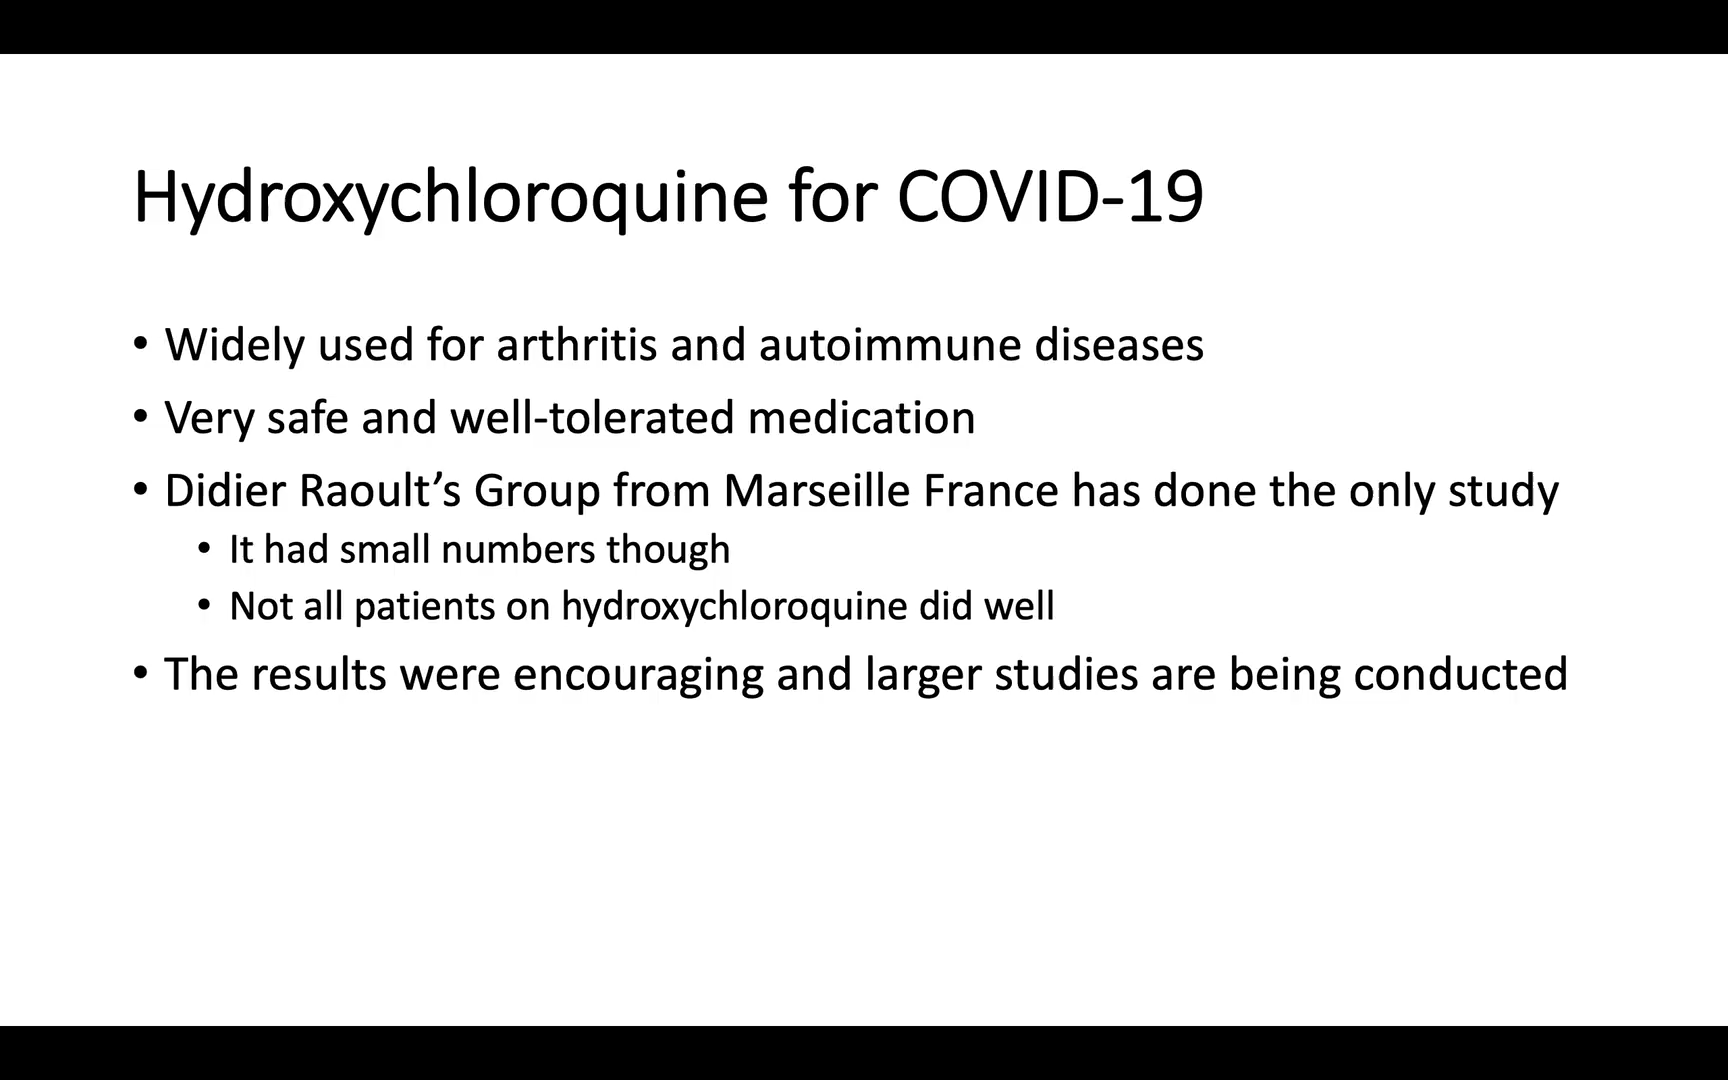 Hydroxychloroquine for COVID-19
• Widely used for arthritis and autoimmune diseases
• Very safe and well-tolerated medication
• Didier Raoult’s Group from Marseille France has done the only study
• It had small numbers though
• Not all patients on hydroxychloroquine did well
• The results were encouraging and larger studies are being conducted